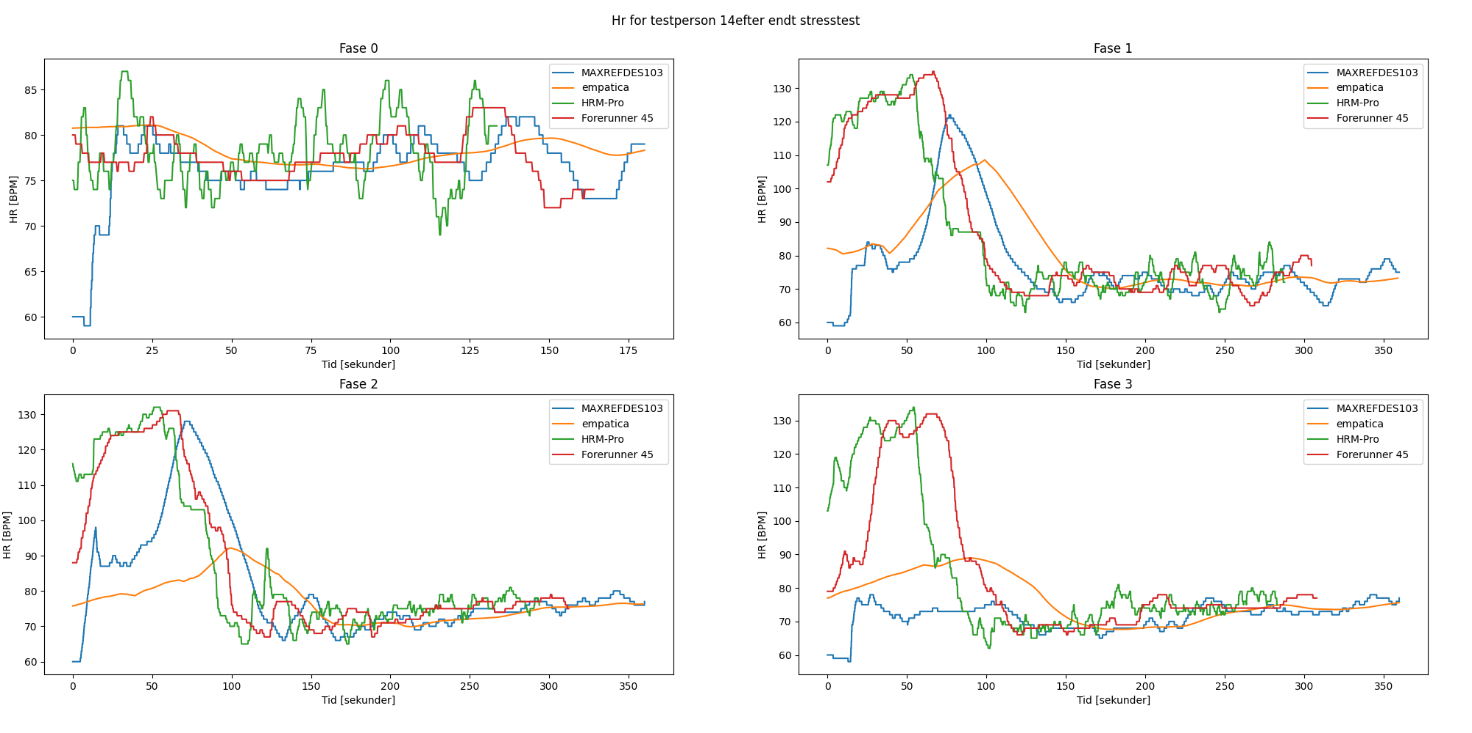 Hr for testperson 14efter endt stresstest
Fase 0
HR [BPM]
85
80
75
70
65
60
0 25 50 75 100 125 150 175
Tid [sekunder]
MAXREFDES103
empatica
HRM-Pro
Forerunner 45
Fase 1
HR [BPM]
130
120
110
100
90
80
70
60
0 50 100 150 200 250 300 350
Tid [sekunder]
MAXREFDES103
empatica
HRM-Pro
Forerunner 45
Fase 2
HR [BPM]
130
120
110
100
90
80
70
60
0 50 100 150 200 250 300 350
Tid [sekunder]
MAXREFDES103
empatica
HRM-Pro
Forerunner 45
Fase 3
HR [BPM]
130
120
110
100
90
80
70
60
0 50 100 150 200 250 300 350
Tid [sekunder]
MAXREFDES103
empatica
HRM-Pro
Forerunner 45